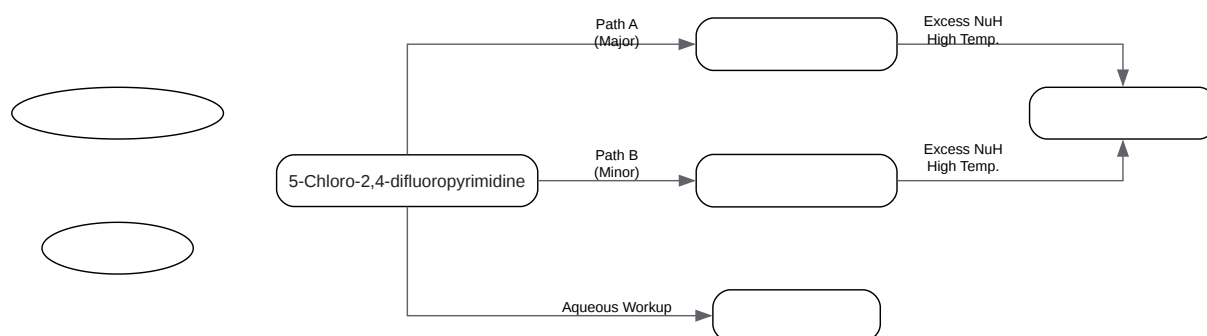 Path A
(Major)
Excess NuH
High Temp.
5-Chloro-2,4-difluoropyrimidine
Path B
(Minor)
Excess NuH
High Temp.
Aqueous Workup